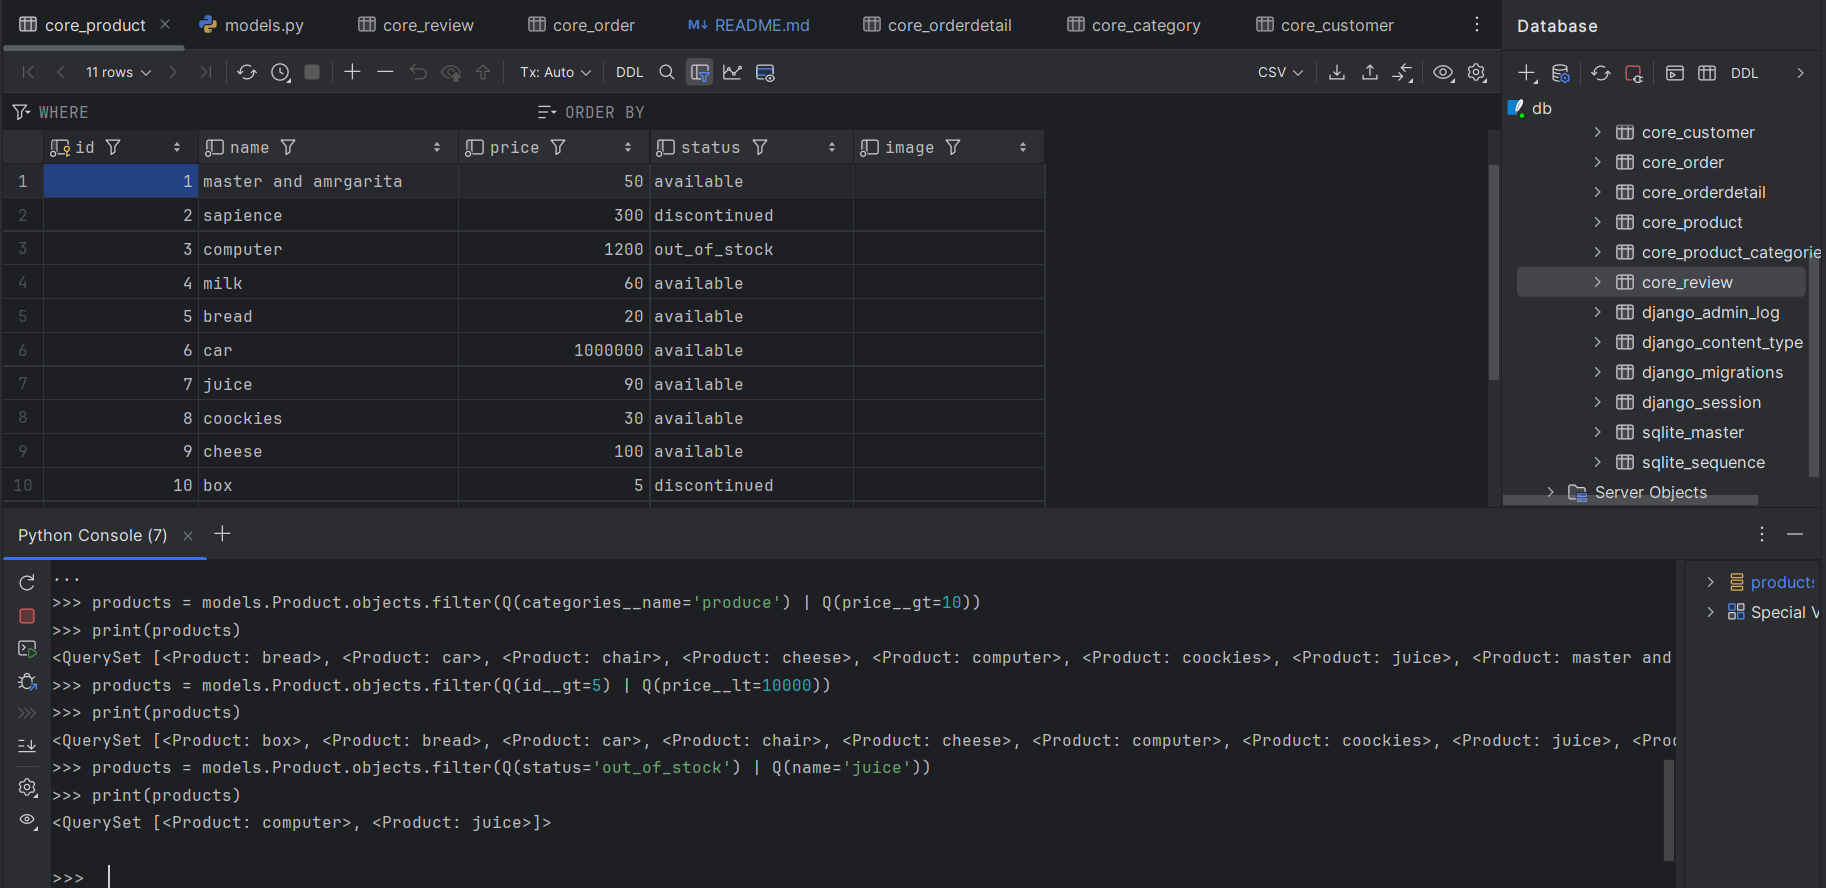 core_product
models.py
core_review
core_order
M↓ README.md
core_orderdetail
core_category
core_customer
Database
11 rows
Tx: Auto
DDL
CSV
DDL
WHERE
ORDER BY
db
id name price status image
1 1 master and amrgarita 50 available
2 2 sapience 300 discontinued
3 3 computer 1200 out_of_stock
4 4 milk 60 available
5 5 bread 20 available
6 6 car 1000000 available
7 7 juice 90 available
8 8 coockies 30 available
9 9 cheese 100 available
10 10 box 5 discontinued
core_customer
core_order
core_orderdetail
core_product
core_product_categorie
core_review
django_admin_log
django_content_type
django_migrations
django_session
sqlite_master
sqlite_sequence
Server Objects
Python Console (7)
...
>>> products = models.Product.objects.filter(Q(categories__name='produce') | Q(price__gt=10))
>>> print(products)
<QuerySet [<Product: bread>, <Product: car>, <Product: chair>, <Product: cheese>, <Product: computer>, <Product: coockies>, <Product: juice>, <Product: master and
>>> products = models.Product.objects.filter(Q(id__gt=5) | Q(price__lt=10000))
>>> print(products)
<QuerySet [<Product: box>, <Product: bread>, <Product: car>, <Product: chair>, <Product: cheese>, <Product: computer>, <Product: coockies>, <Product: juice>, <Pro
>>> products = models.Product.objects.filter(Q(status='out_of_stock') | Q(name='juice'))
>>> print(products)
<QuerySet [<Product: computer>, <Product: juice>]>
>>>
products
Special V